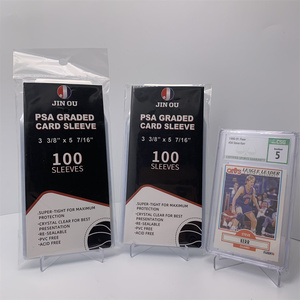 JIN OU
PSA GRADED
CARD SLEEVE
3 3/8" x 5 7/16"
100
SLEEVES
.SUPER-TIGHT FOR MAXIMUM
PROTECTION
-CRYSTAL CLEAR FOR BEST
PRESENTATION
-RE-SEALABLE
-PVC FREE
-ACID FREE
JIN OU
PSA GRADED
CARD SLEEVE
3 3/8" x 5 7/16"
100
SLEEVES
.SUPER-TIGHT FOR MAXIMUM
PROTECTION
-CRYSTAL CLEAR FOR BEST
PRESENTATION
-RE-SEALABLE
-PVC FREE
-ACID FREE
5
LEADER
KERR